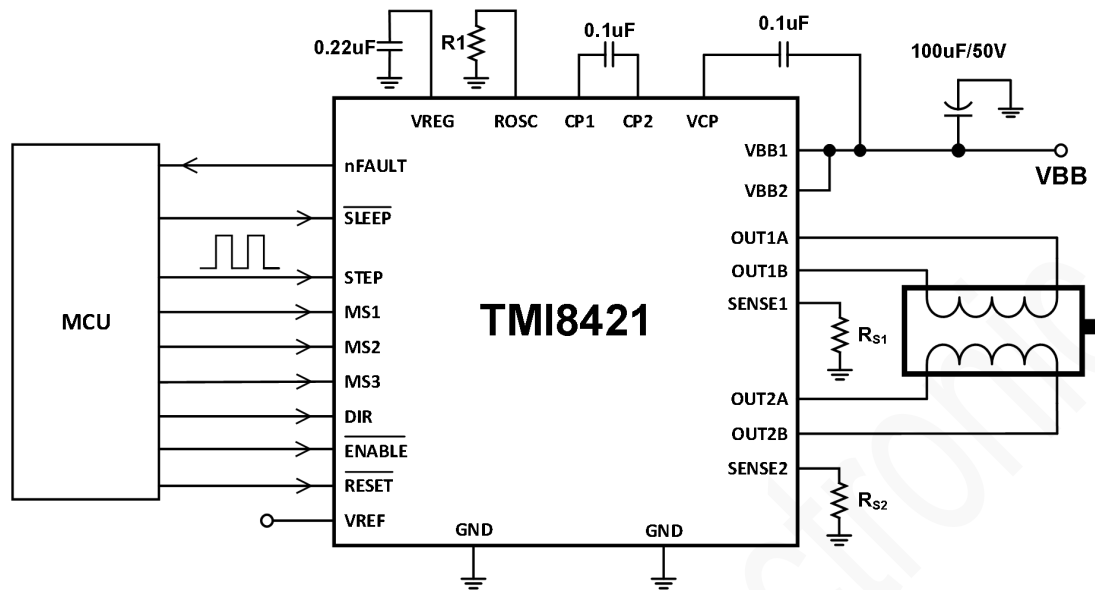 0.22uF
R1
0.1uF
0.1uF
100uF/50V
VREG
ROSC
CP1
CP2
VCP
MCU
nFAULT
SLEEP
STEP
MS1
MS2
MS3
DIR
ENABLE
RESET
VREF
TMI8421
GND
GND
VBB1
VBB2
VBB
OUT1A
OUT1B
SENSE1
RS1
OUT2A
OUT2B
SENSE2
RS2